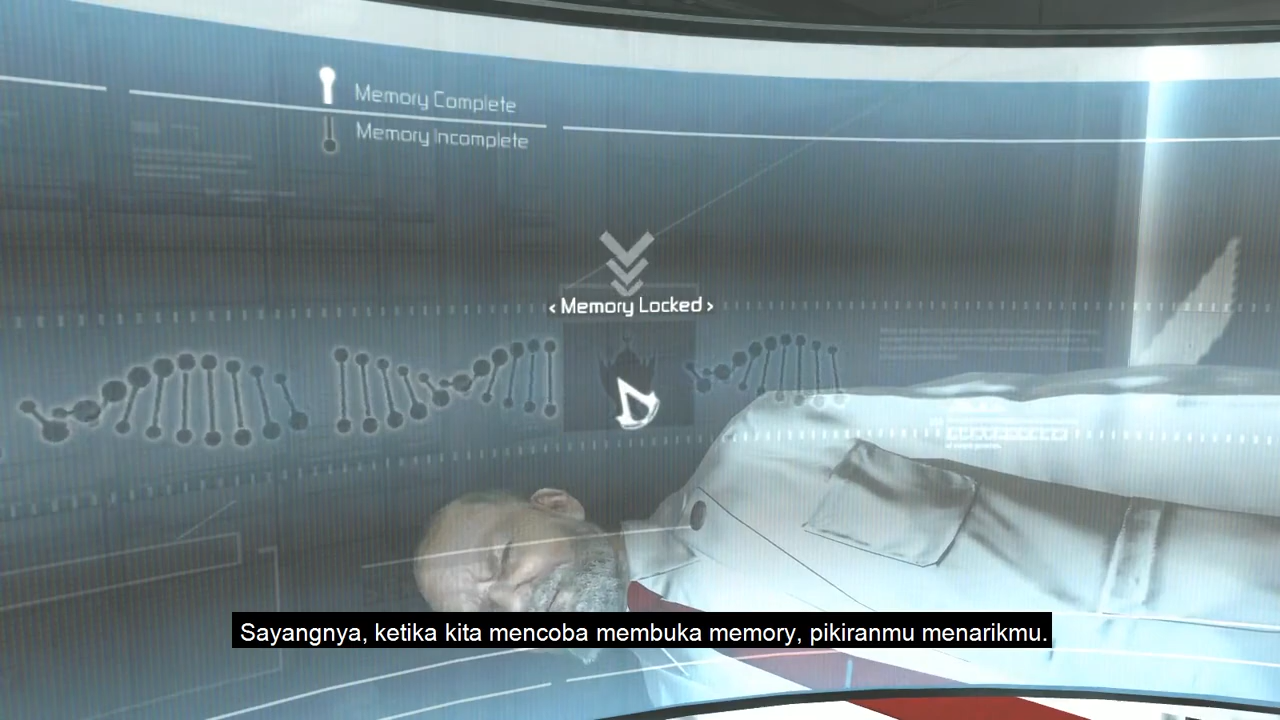 Memory Complete
Memory Incomplete
‹ Memory Locked ›
Sayangnya, ketika kita mencoba membuka memory, pikiranmu menarikmu.